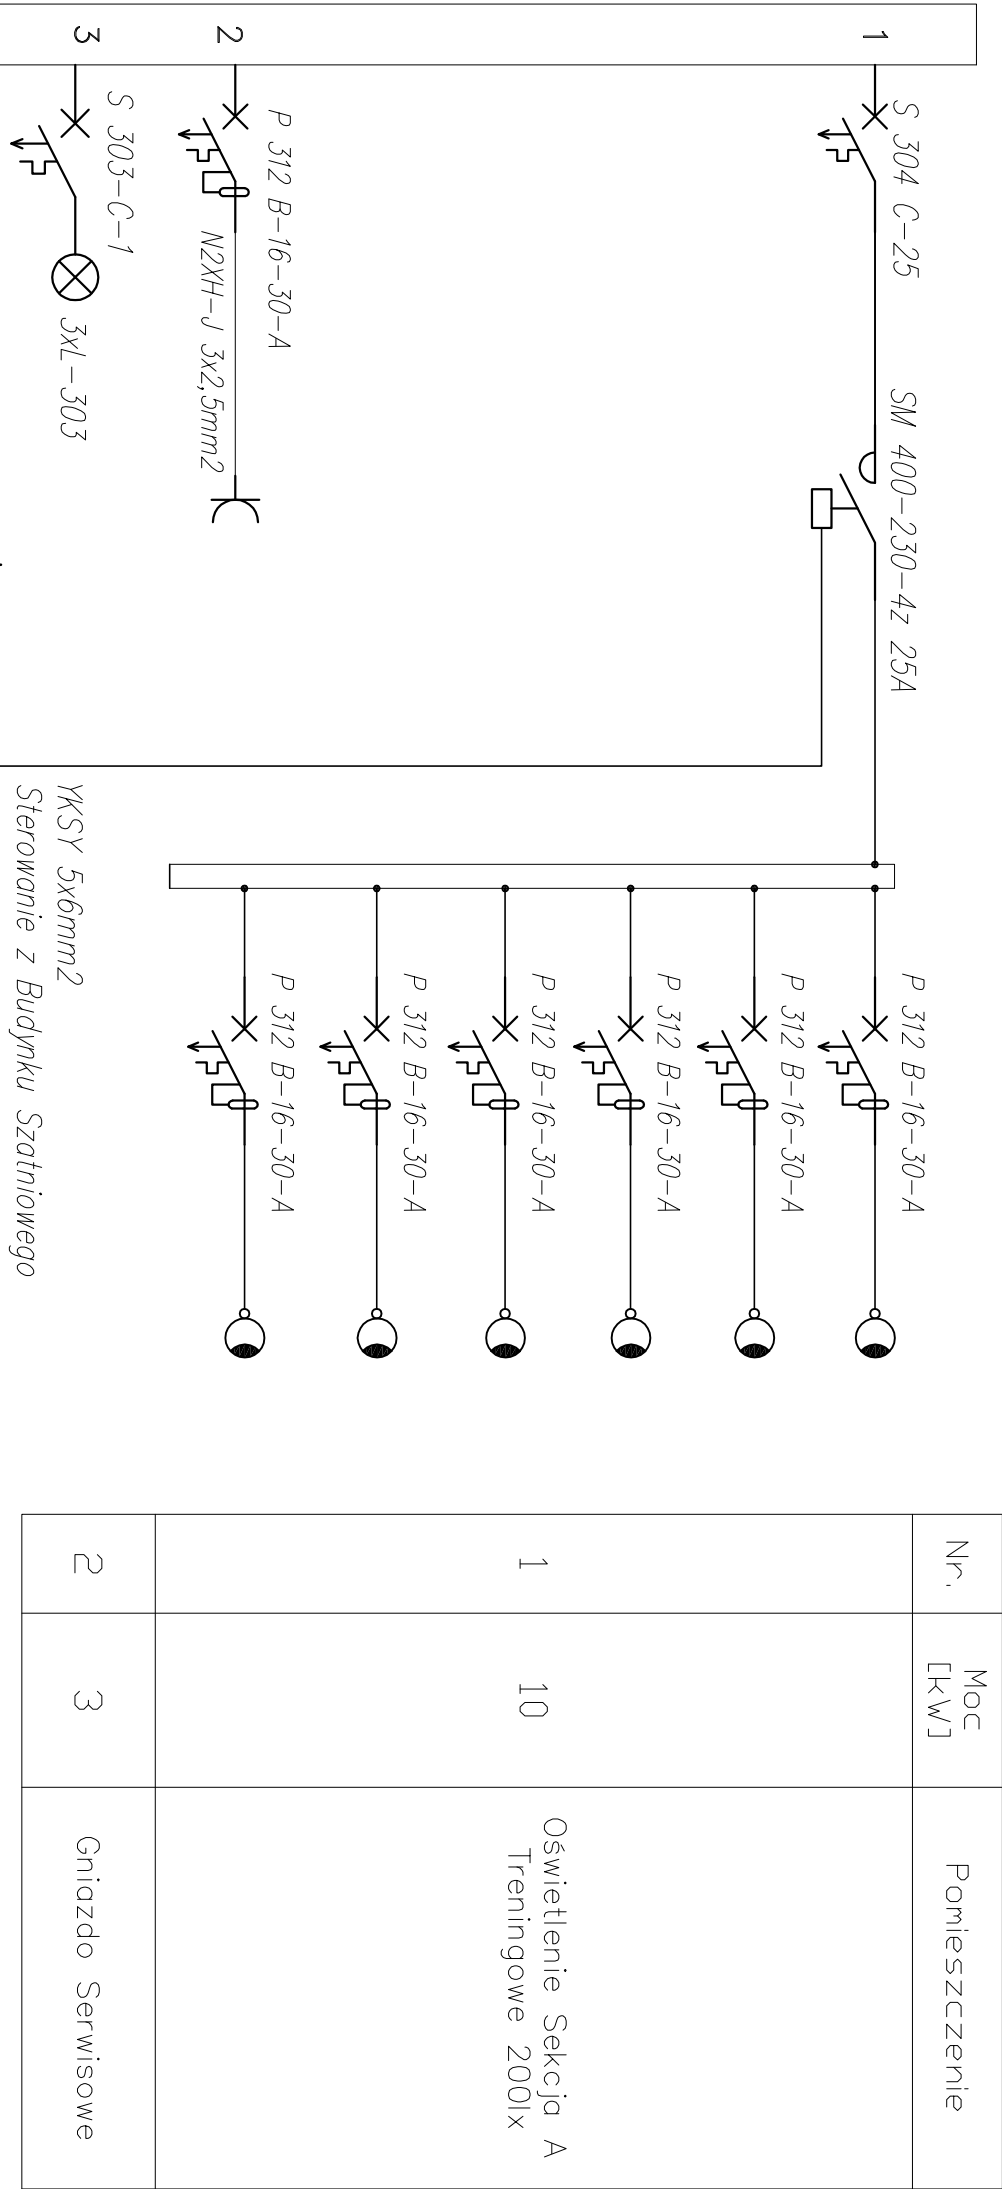 1
S 304 C-25
SM 400-230-4z 25A
P 312 B-16-30-A
P 312 B-16-30-A
P 312 B-16-30-A
P 312 B-16-30-A
P 312 B-16-30-A
P 312 B-16-30-A
2
P 312 B-16-30-A
N2XH-J 3x2,5mm2
3
S 303-C-1
3xL-303
YKSY 5x6mm2
Sterowanie z Budynku Szatniowego
Nr.
Moc
[kW]
Pomieszczenie
1
10
Oświetlenie Sekcja A
Treningowe 200lx
2
3
Gniazdo Serwisowe